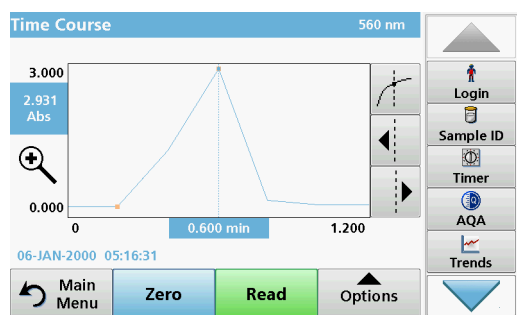 Time Course 560 nm
3.000
2.931
Abs
0.000
0 0.600 min 1.200
06-JAN-2000 05:16:31
Main
Menu
Zero
Read
Options
Login
Sample ID
Timer
AQA
Trends